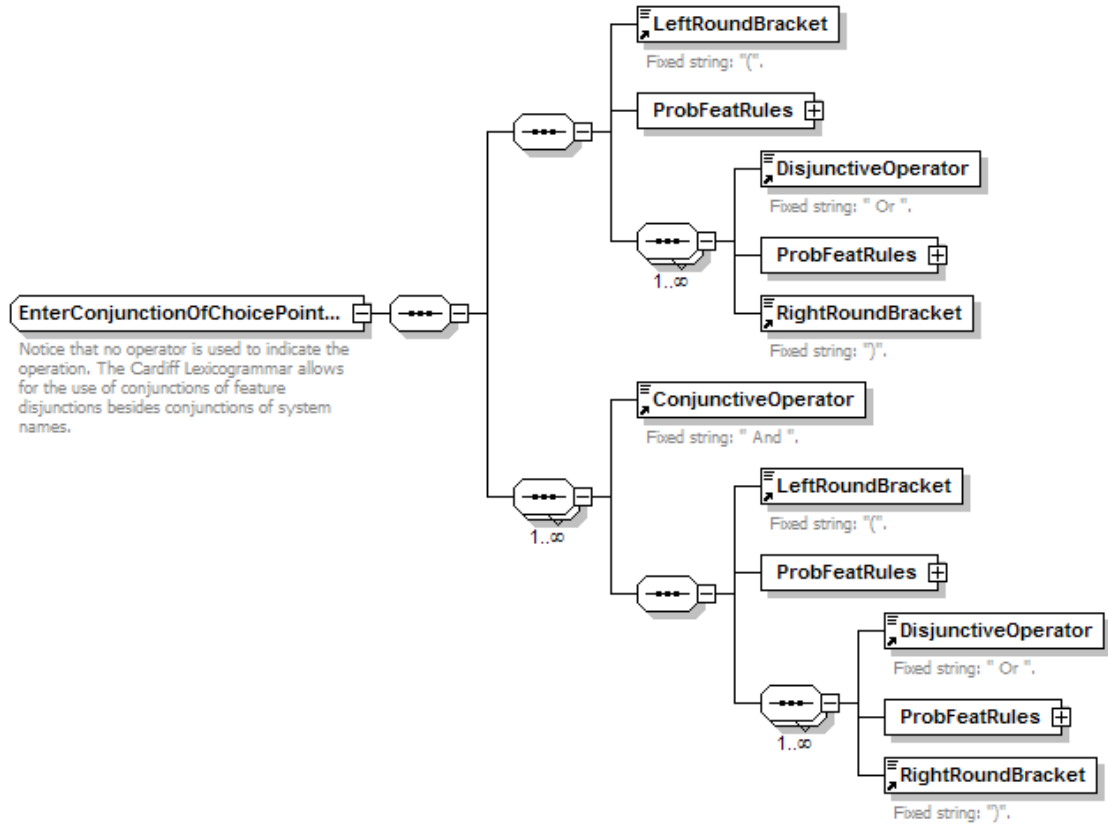 LeftRoundBracket
Fixed string: "(".
ProbFeatRules
DisjunctiveOperator
Fixed string: " Or ".
ProbFeatRules
1..∞
RightRoundBracket
Fixed string: ")".
EnterConjunctionOfChoicePoint...
Notice that no operator is used to indicate the
operation. The Cardiff Lexicogrammar allows
for the use of conjunctions of feature
disjunctions besides conjunctions of system
names.
ConjunctiveOperator
Fixed string: " And ".
1..∞
LeftRoundBracket
Fixed string: "(".
ProbFeatRules
DisjunctiveOperator
Fixed string: " Or ".
ProbFeatRules
1..∞
RightRoundBracket
Fixed string: ")".